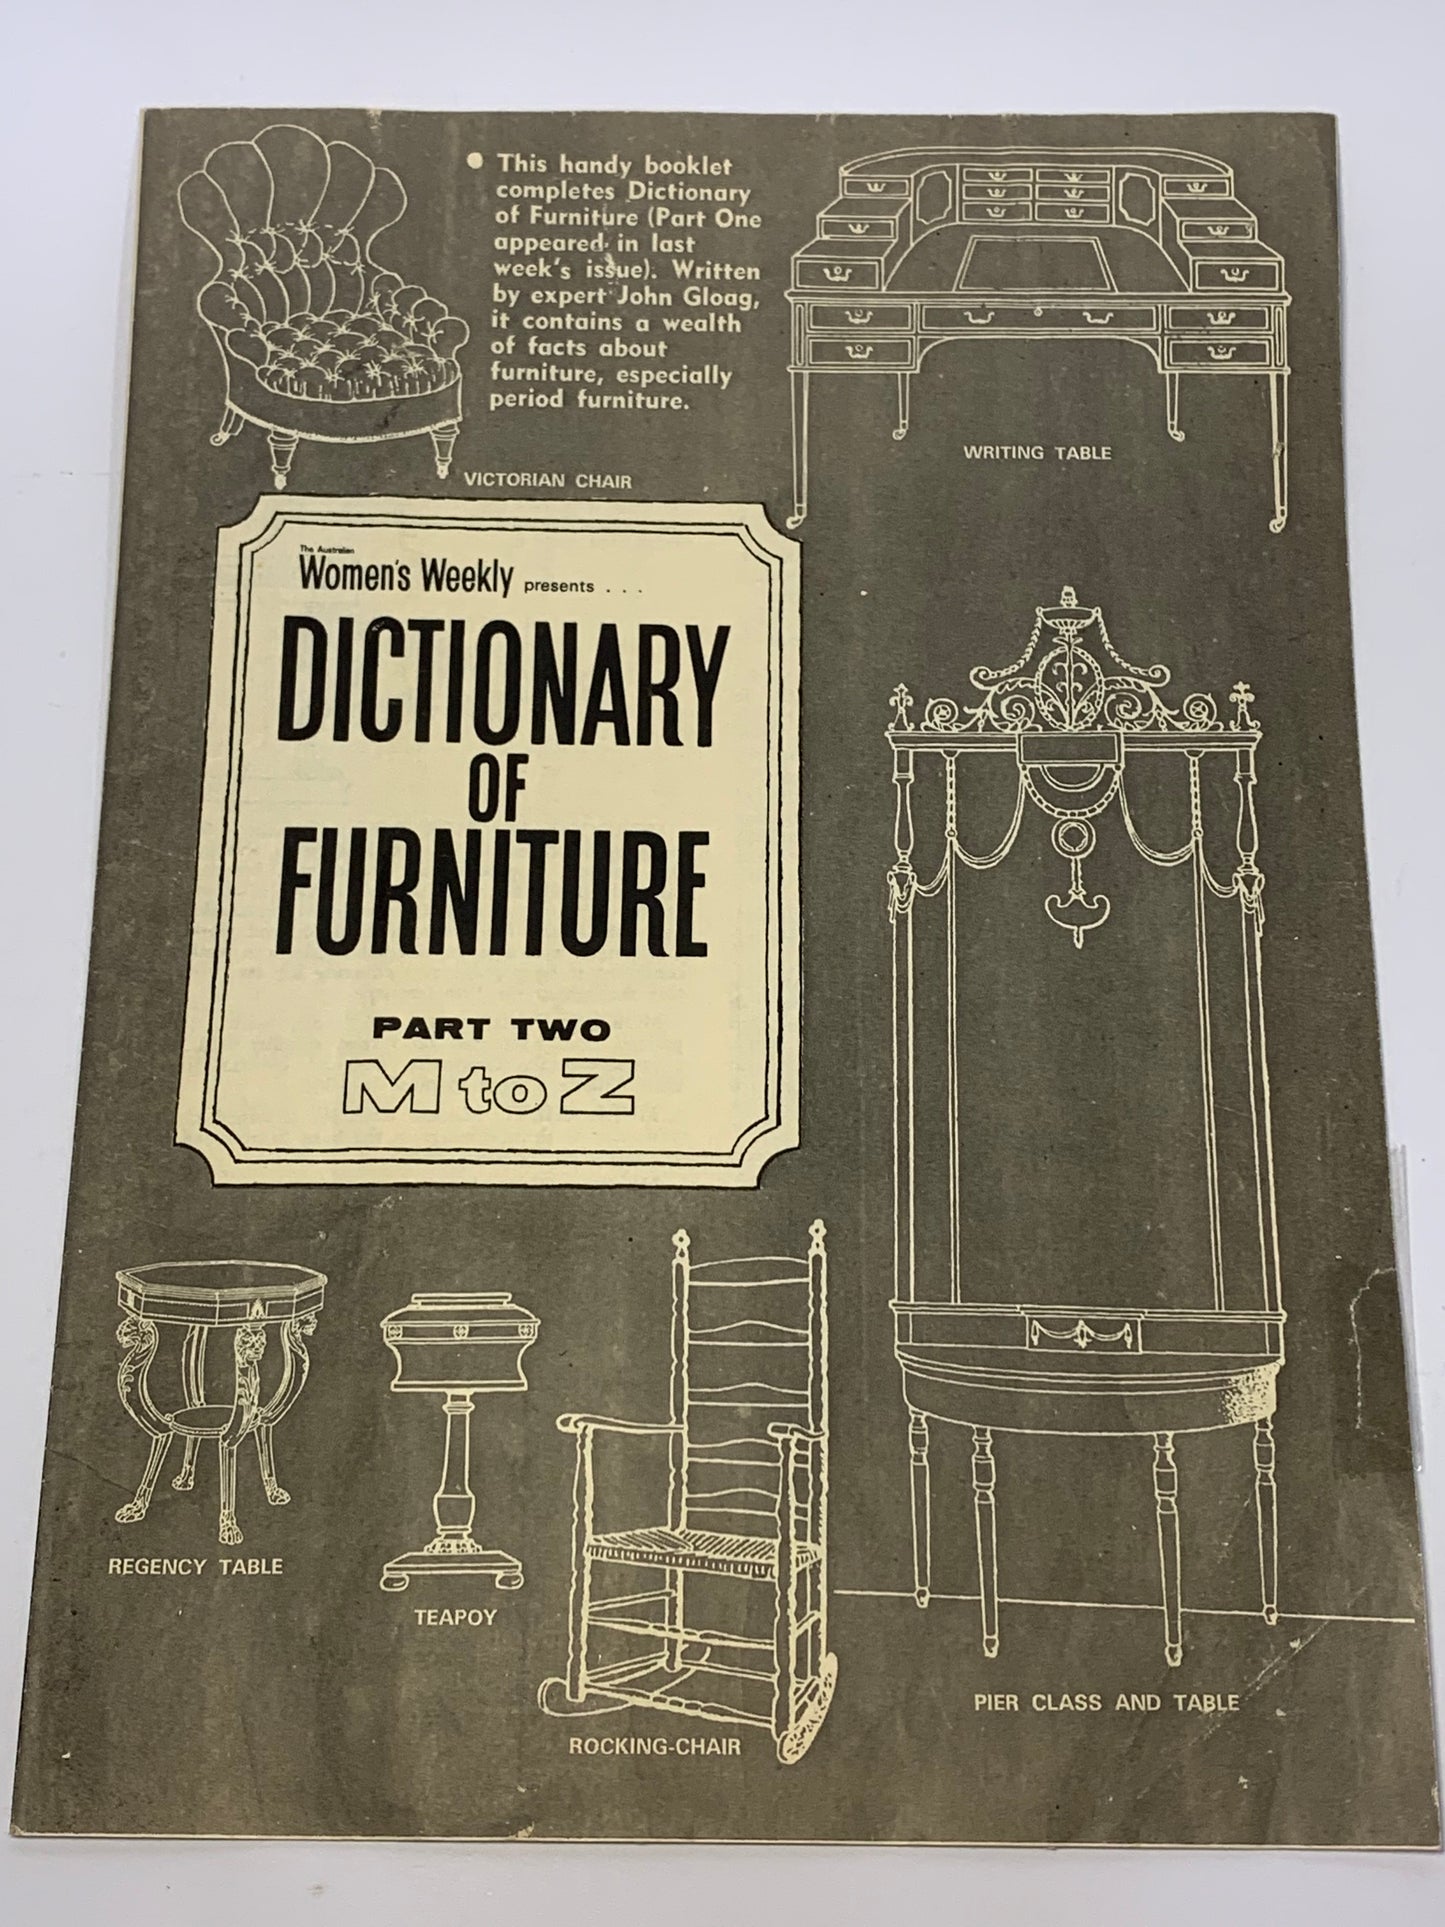 ● This handy booklet
completes Dictionary
of Furniture (Part One
appeared in last
week's issue). Written
by expert John Gloag,
it contains a wealth
of facts about
furniture, especially
period furniture.
VICTORIAN CHAIR
WRITING TABLE
The Australian
Women's Weekly presents . . .
DICTIONARY
OF
FURNITURE
PART TWO
M to Z
REGENCY TABLE
TEAPOY
ROCKING-CHAIR
PIER CLASS AND TABLE